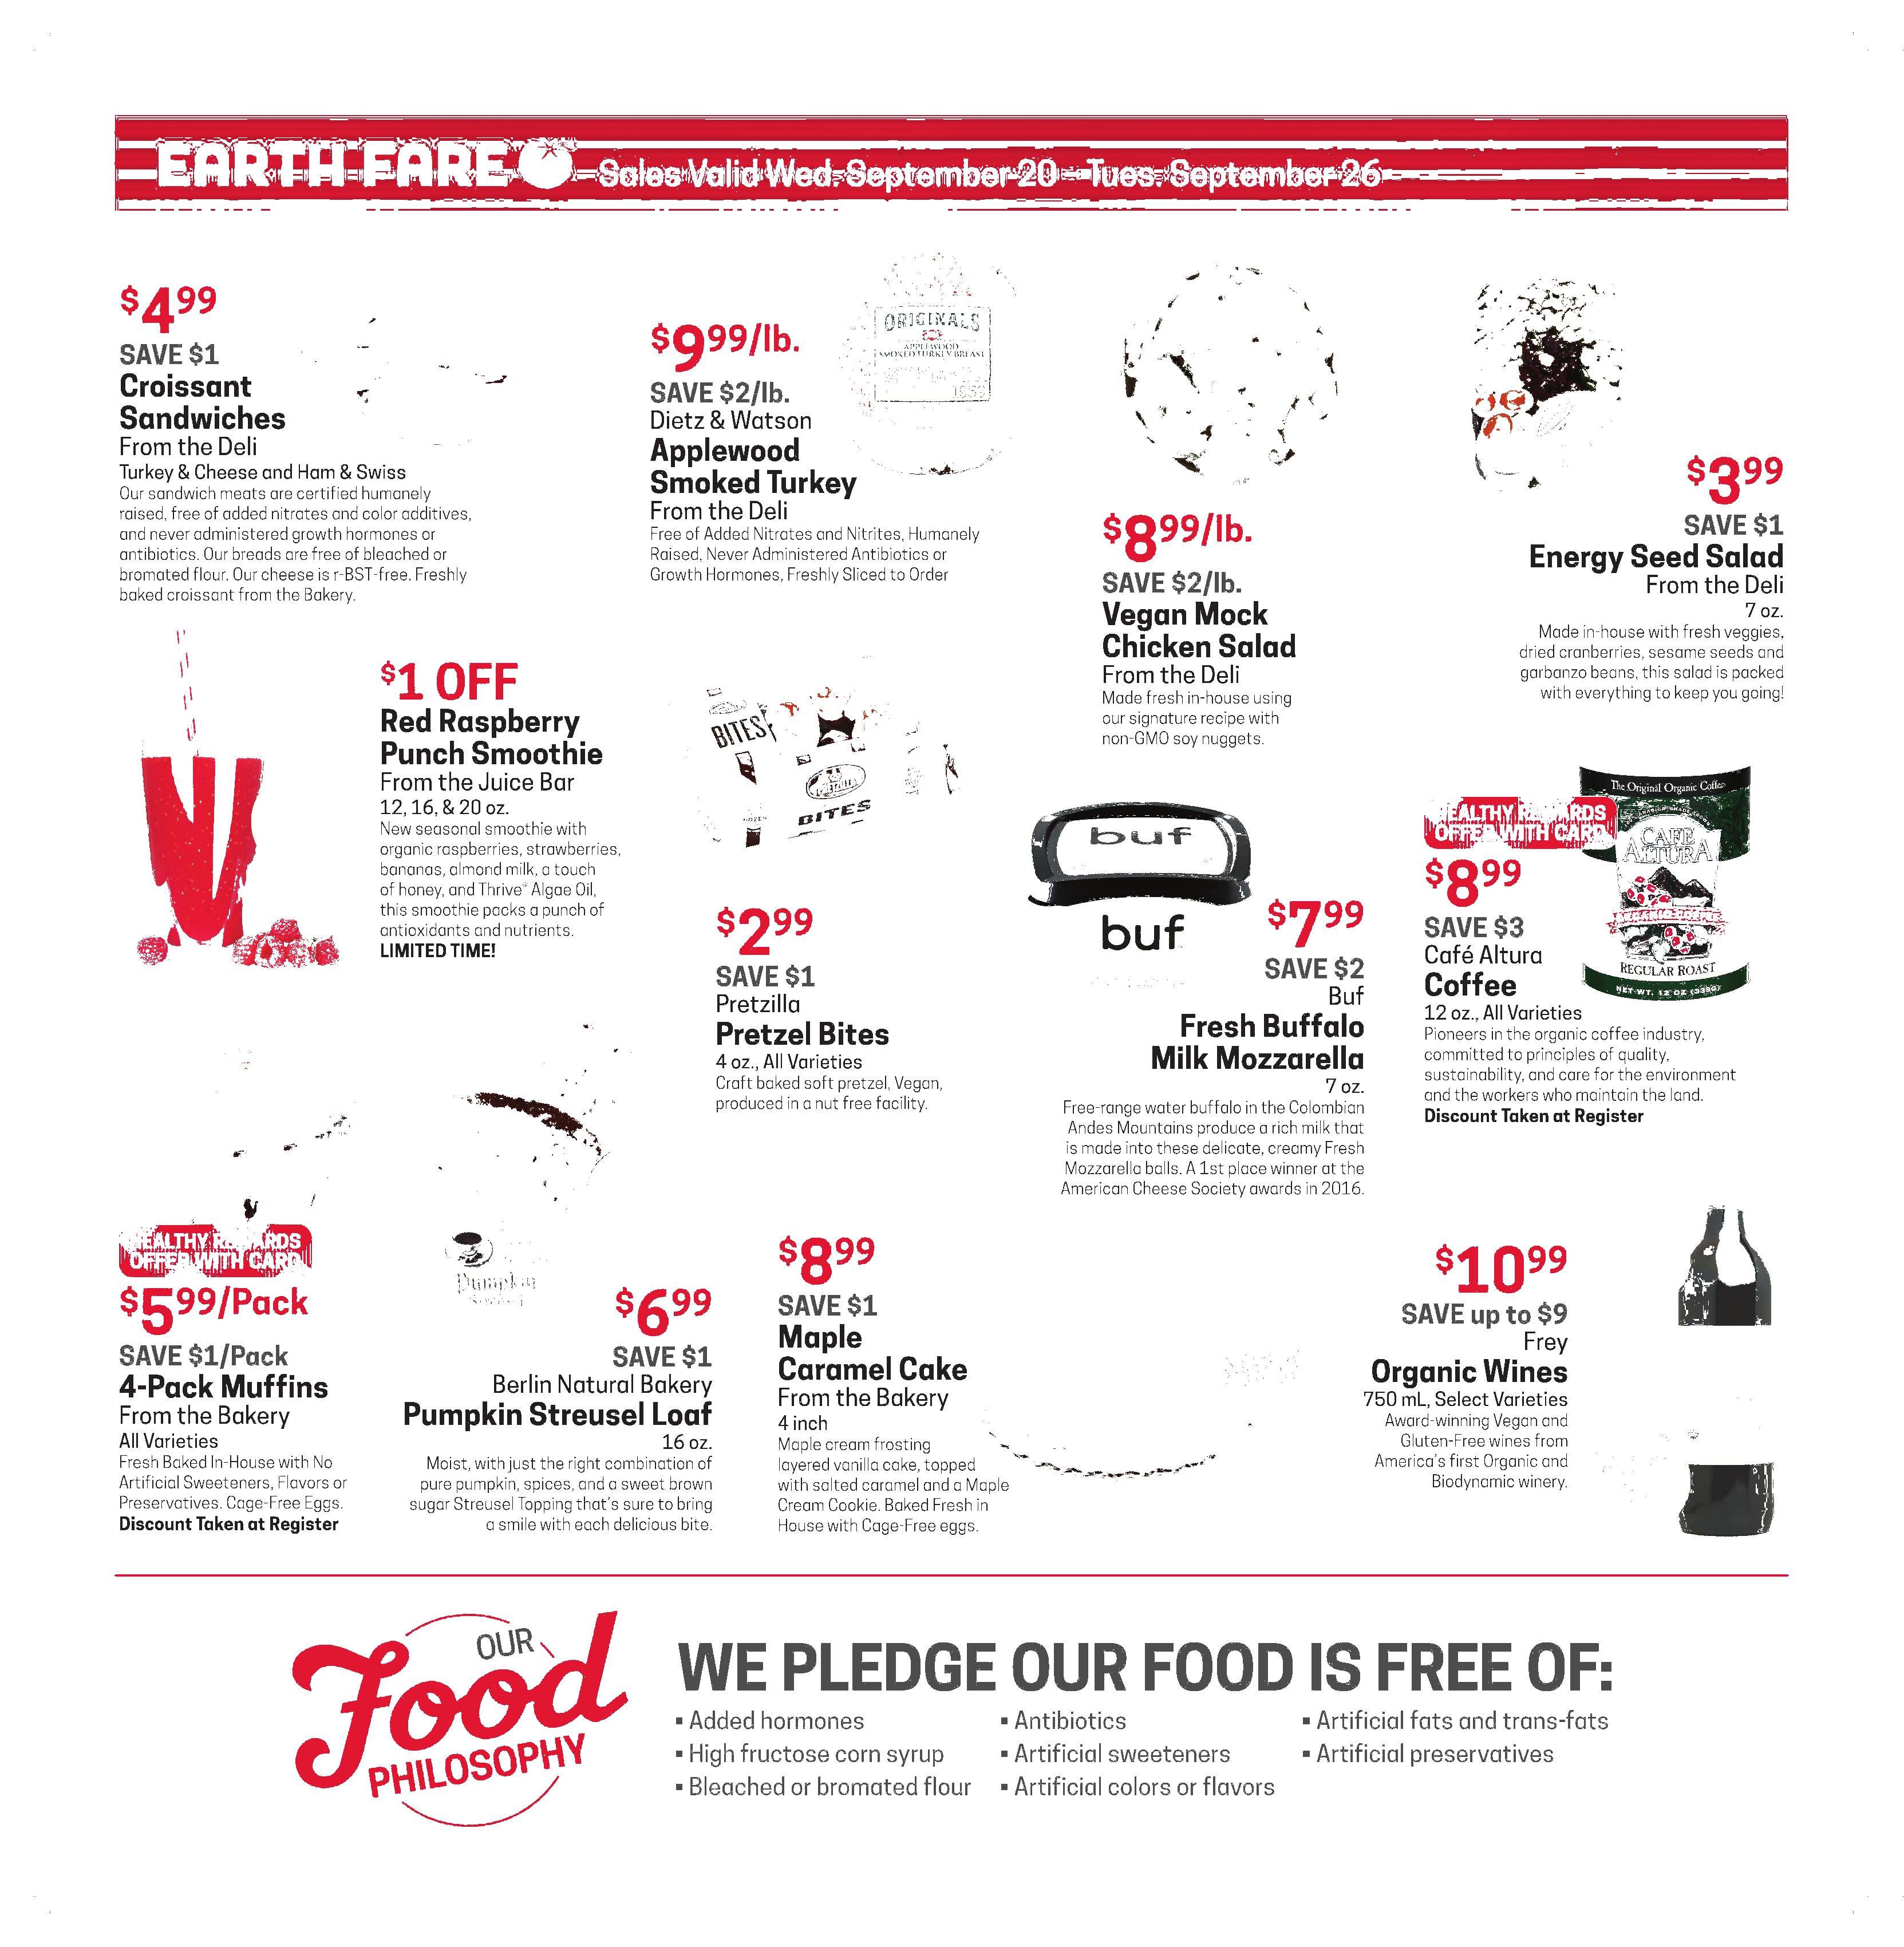 EARTH FARE Sales Valid Wed. September 20 - Tues. September 26
$4.99
SAVE $1
Croissant
Sandwiches
From the Deli
Turkey & Cheese and Ham & Swiss
Our sandwich meats are certified humanely
raised, free of added nitrates and color additives,
and never administered growth hormones or
antibiotics. Our breads are free of bleached or
bromated flour. Our cheese is r-BST-free. Freshly
baked croissant from the Bakery.
ORIGINALS
APPLEWOOD
SMOKED TURKEY BREAST
$9.99/lb.
SAVE $2/lb.
Dietz & Watson
Applewood
Smoked Turkey
From the Deli
Free of Added Nitrates and Nitrites, Humanely
Raised, Never Administered Antibiotics or
Growth Hormones, Freshly Sliced to Order
$8.99/lb.
SAVE $2/lb.
Vegan Mock
Chicken Salad
From the Deli
Made fresh in-house using
our signature recipe with
non-GMO soy nuggets.
$3.99
SAVE $1
Energy Seed Salad
From the Deli
7 oz.
Made in-house with fresh veggies,
dried cranberries, sesame seeds and
garbanzo beans, this salad is packed
with everything to keep you going!
$1 OFF
Red Raspberry
Punch Smoothie
From the Juice Bar
12, 16, & 20 oz.
New seasonal smoothie with
organic raspberries, strawberries,
bananas, almond milk, a touch
of honey, and Thrive® Algae Oil,
this smoothie packs a punch of
antioxidants and nutrients.
LIMITED TIME!
BITES
BITES
$2.99
SAVE $1
Pretzilla
Pretzel Bites
4 oz., All Varieties
Craft baked soft pretzel, Vegan,
produced in a nut free facility.
buf
buf
$7.99
SAVE $2
Buf
Fresh Buffalo
Milk Mozzarella
7 oz.
Free-range water buffalo in the Colombian
Andes Mountains produce a rich milk that
is made into these delicate, creamy Fresh
Mozzarella balls. A 1st place winner at the
American Cheese Society awards in 2016.
The Original Organic Coffee
CAFE
ALTURA
ORGANIC COFFEE
REGULAR ROAST
NET WT. 12 OZ (339G)
HEALTHY REWARDS
OFFER WITH CARD
$8.99
SAVE $3
Café Altura
Coffee
12 oz., All Varieties
Pioneers in the organic coffee industry,
committed to principles of quality,
sustainability, and care for the environment
and the workers who maintain the land.
Discount Taken at Register
HEALTHY REWARDS
OFFER WITH CARD
$5.99/Pack
SAVE $1/Pack
4-Pack Muffins
From the Bakery
All Varieties
Fresh Baked In-House with No
Artificial Sweeteners, Flavors or
Preservatives. Cage-Free Eggs.
Discount Taken at Register
Pumpkin
$6.99
SAVE $1
Berlin Natural Bakery
Pumpkin Streusel Loaf
16 oz.
Moist, with just the right combination of
pure pumpkin, spices, and a sweet brown
sugar Streusel Topping that's sure to bring
a smile with each delicious bite.
$8.99
SAVE $1
Maple
Caramel Cake
From the Bakery
4 inch
Maple cream frosting
layered vanilla cake, topped
with salted caramel and a Maple
Cream Cookie. Baked Fresh in
House with Cage-Free eggs.
$10.99
SAVE up to $9
Frey
Organic Wines
750 mL, Select Varieties
Award-winning Vegan and
Gluten-Free wines from
America's first Organic and
Biodynamic winery.
OUR
Food
PHILOSOPHY
WE PLEDGE OUR FOOD IS FREE OF:
▪ Added hormones
▪ High fructose corn syrup
▪ Bleached or bromated flour
▪ Antibiotics
▪ Artificial sweeteners
▪ Artificial colors or flavors
▪ Artificial fats and trans-fats
▪ Artificial preservatives